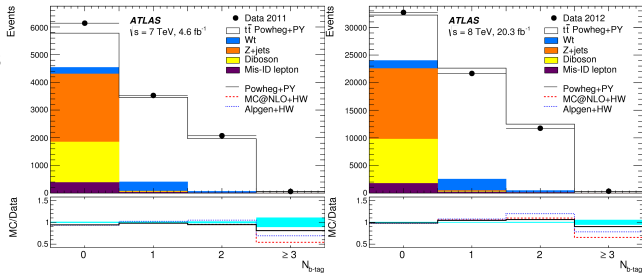 Events
6000
5000
4000
3000
2000
1000
0
ATLAS
√s = 7 TeV, 4.6 fb⁻¹
Data 2011
tt̄ Powheg+PY
Wt
Z+jets
Diboson
Mis-ID lepton
Powheg+PY
MC@NLO+HW
Alpgen+HW
MC/Data
1.5
1
0.5
0 1 2 ≥ 3
N_b-tag
Events
30000
25000
20000
15000
10000
5000
0
ATLAS
√s = 8 TeV, 20.3 fb⁻¹
Data 2012
tt̄ Powheg+PY
Wt
Z+jets
Diboson
Mis-ID lepton
Powheg+PY
MC@NLO+HW
Alpgen+HW
MC/Data
1.5
1
0.5
0 1 2 ≥ 3
N_b-tag